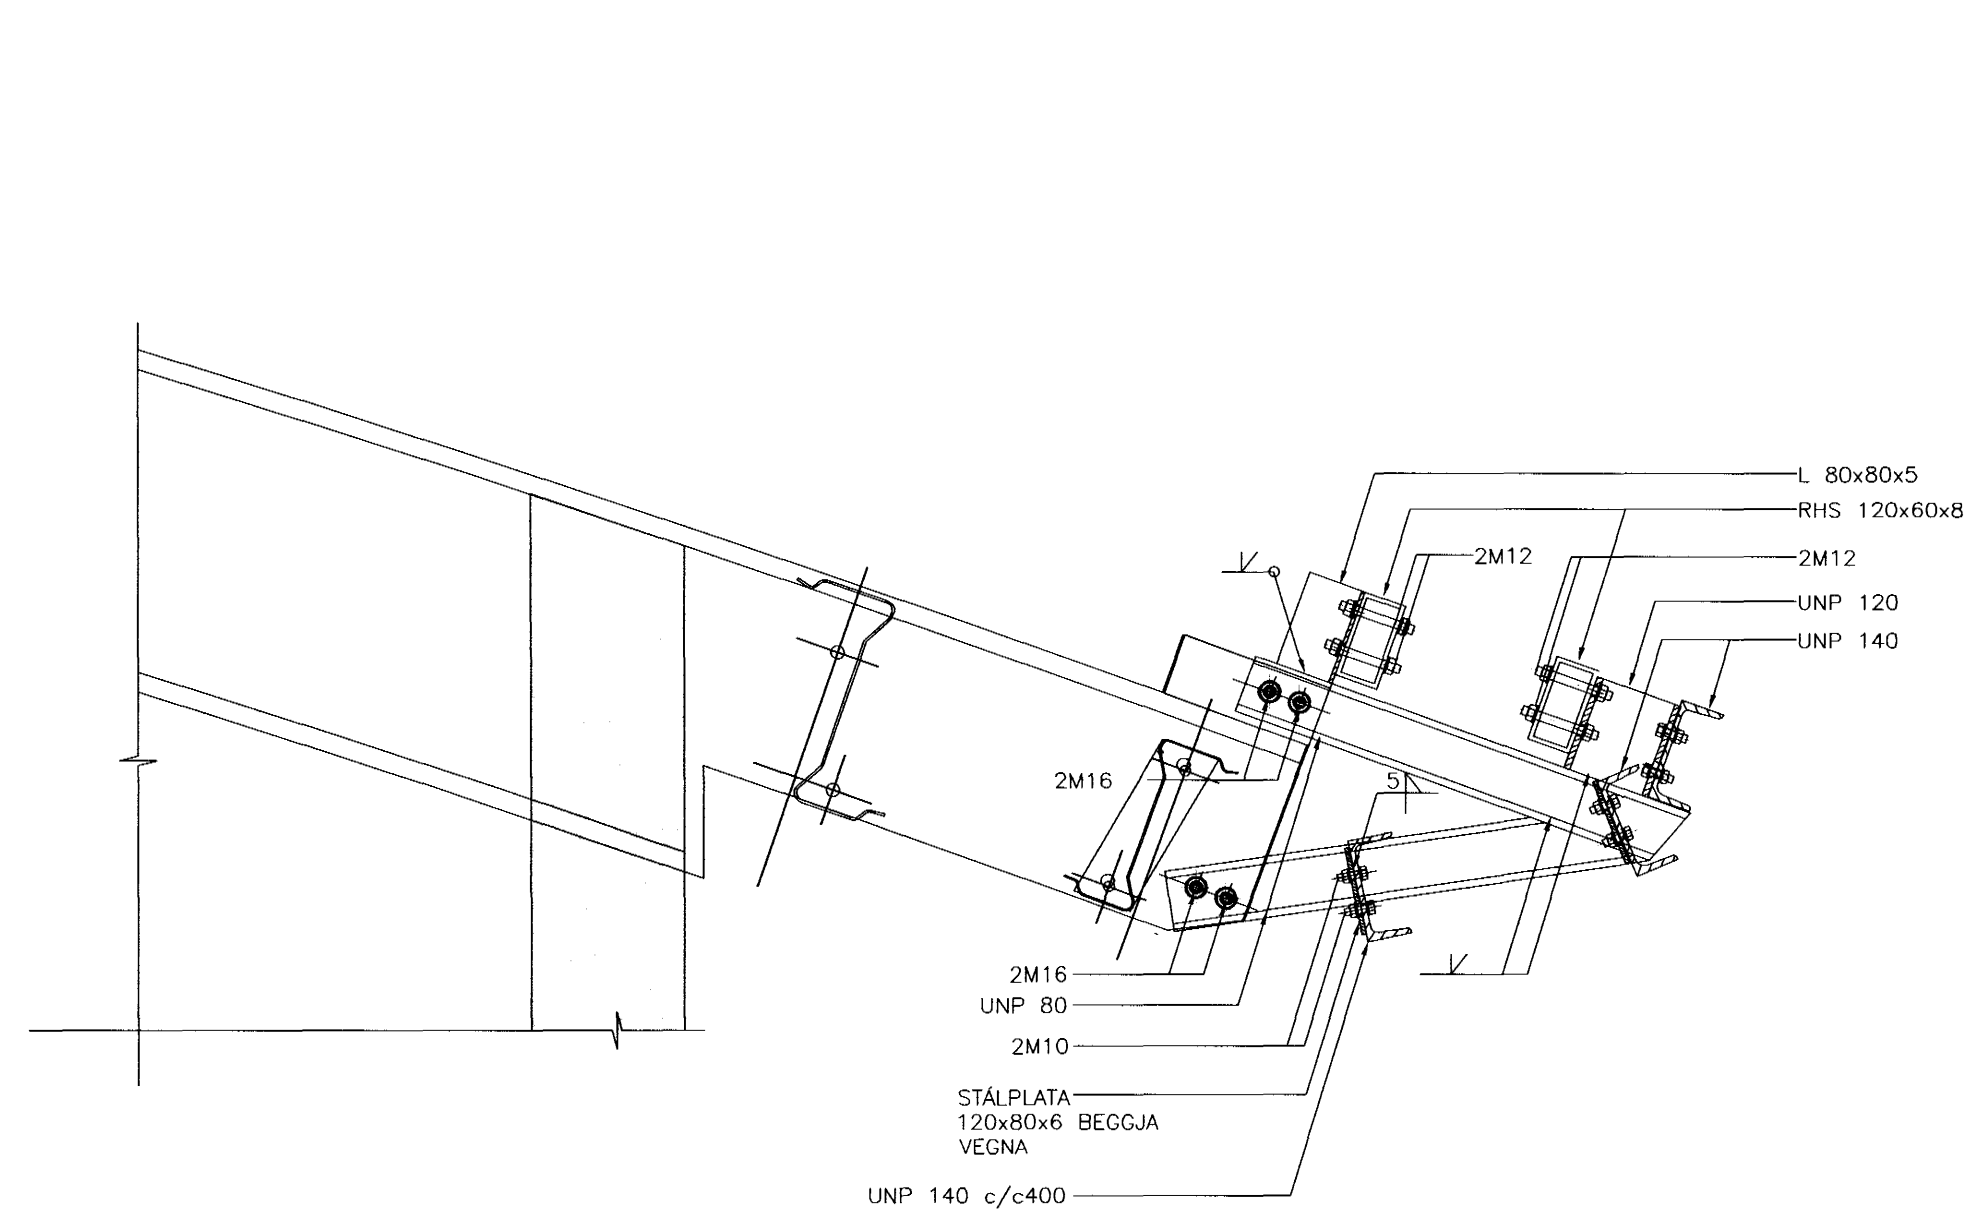 L 80x80x5
RHS 120x60x8
2M12
2M12
UNP 120
UNP 140
2M16
5
2M16
UNP 80
2M10
STÁLPLATA
120x80x6 BEGGJA
VEGNA
UNP 140 c/c400